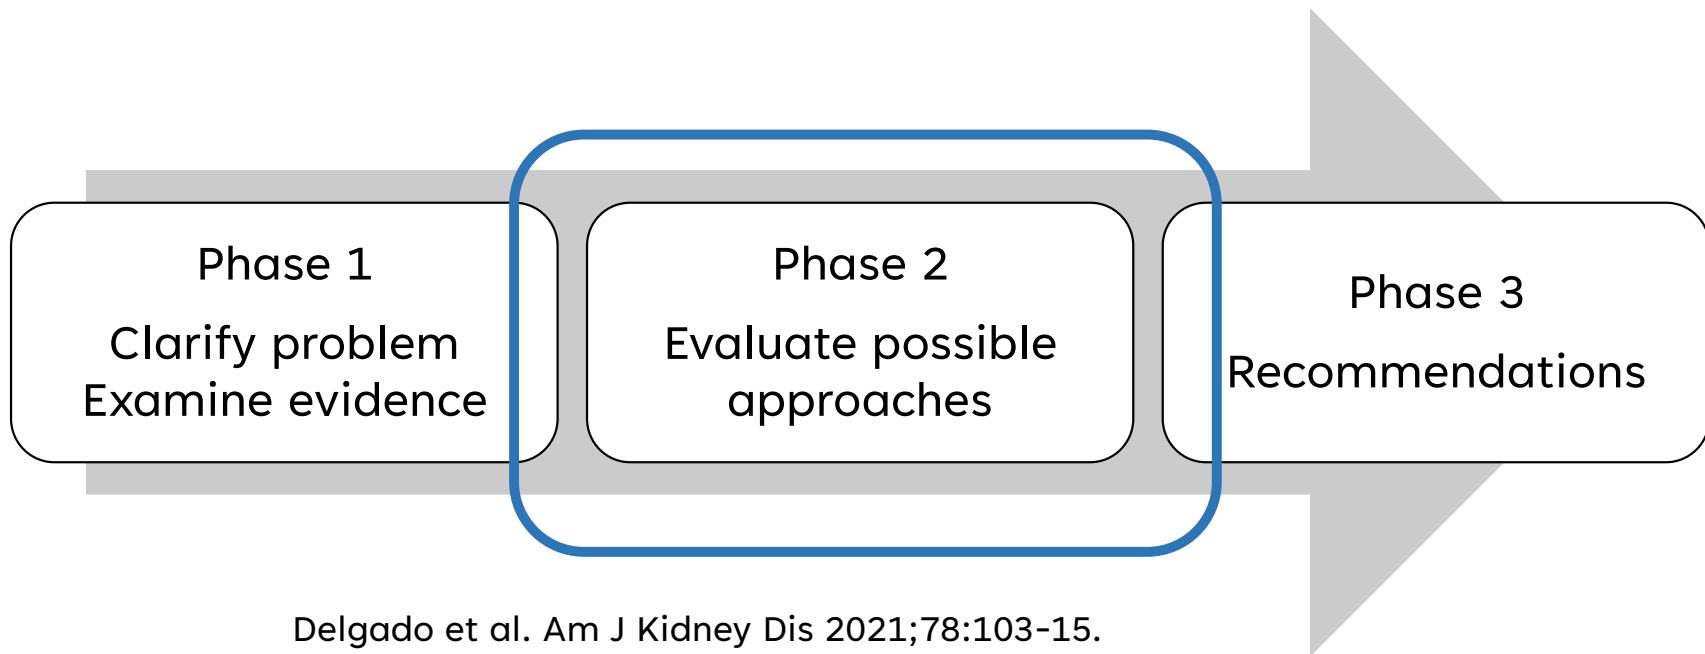 Phase 1
Clarify problem
Examine evidence
Phase 2
Evaluate possible
approaches
Phase 3
Recommendations
Delgado et al. Am J Kidney Dis 2021;78:103-15.